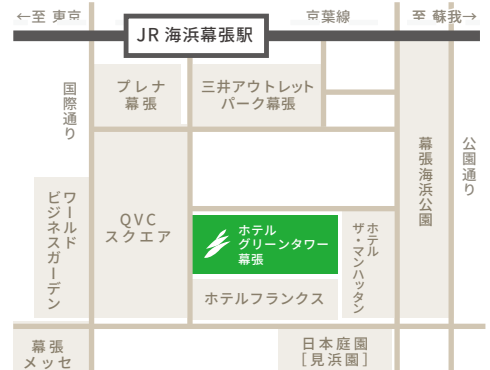 ←至 東京
京葉線
至 蘇我→
JR 海浜幕張駅
プレナ
幕張
三井アウトレット
パーク幕張
国際通り
幕張海浜公園
公園通り
ワールド
ビジネスガーデン
QVC
スクエア
ホテル
グリーンタワー
幕張
ホテル
ザ・マンハッタン
ホテルフランクス
幕張
メッセ
日本庭園
[見浜園]